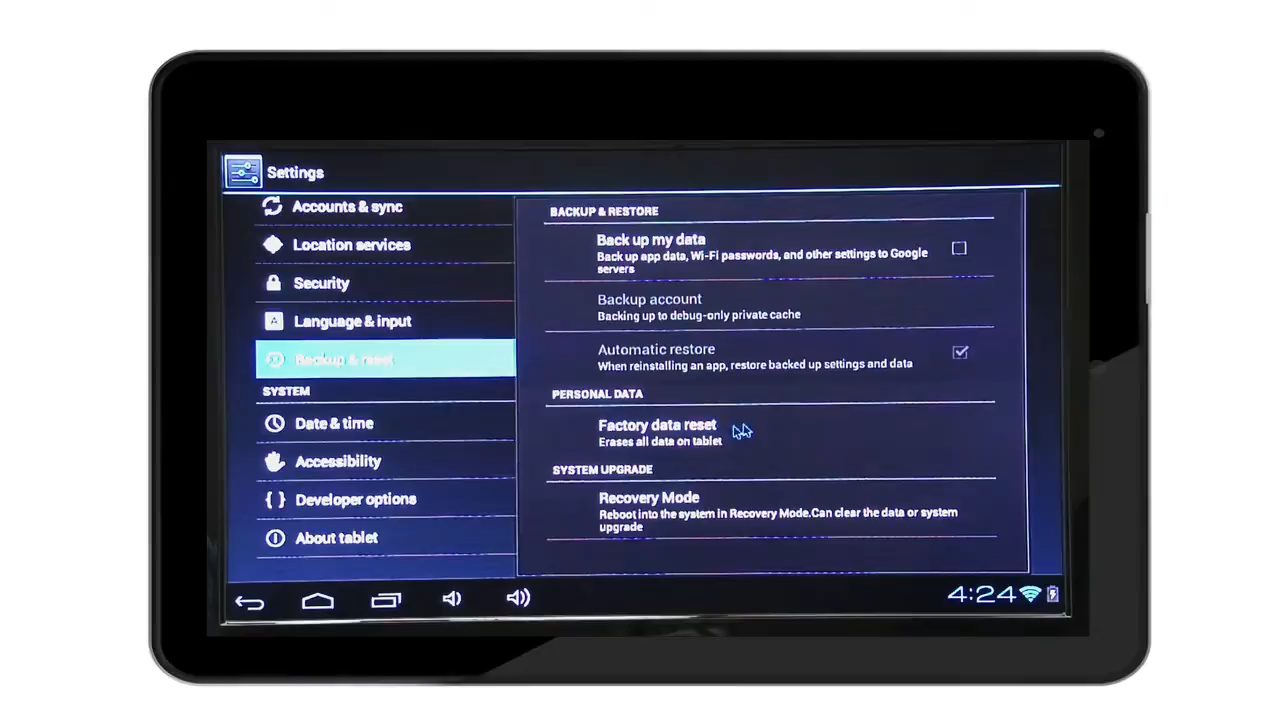 Settings
Accounts & sync
Location services
Security
A
Language & input
Backup & reset
SYSTEM
Date & time
Accessibility
{ } Developer options
About tablet
BACKUP & RESTORE
Back up my data
Back up app data, Wi-Fi passwords, and other settings to Google
servers
Backup account
Backing up to debug-only private cache
Automatic restore
When reinstalling an app, restore backed up settings and data
PERSONAL DATA
Factory data reset
Erases all data on tablet
SYSTEM UPGRADE
Recovery Mode
Reboot into the system in Recovery Mode.Can clear the data or system
upgrade
4:24